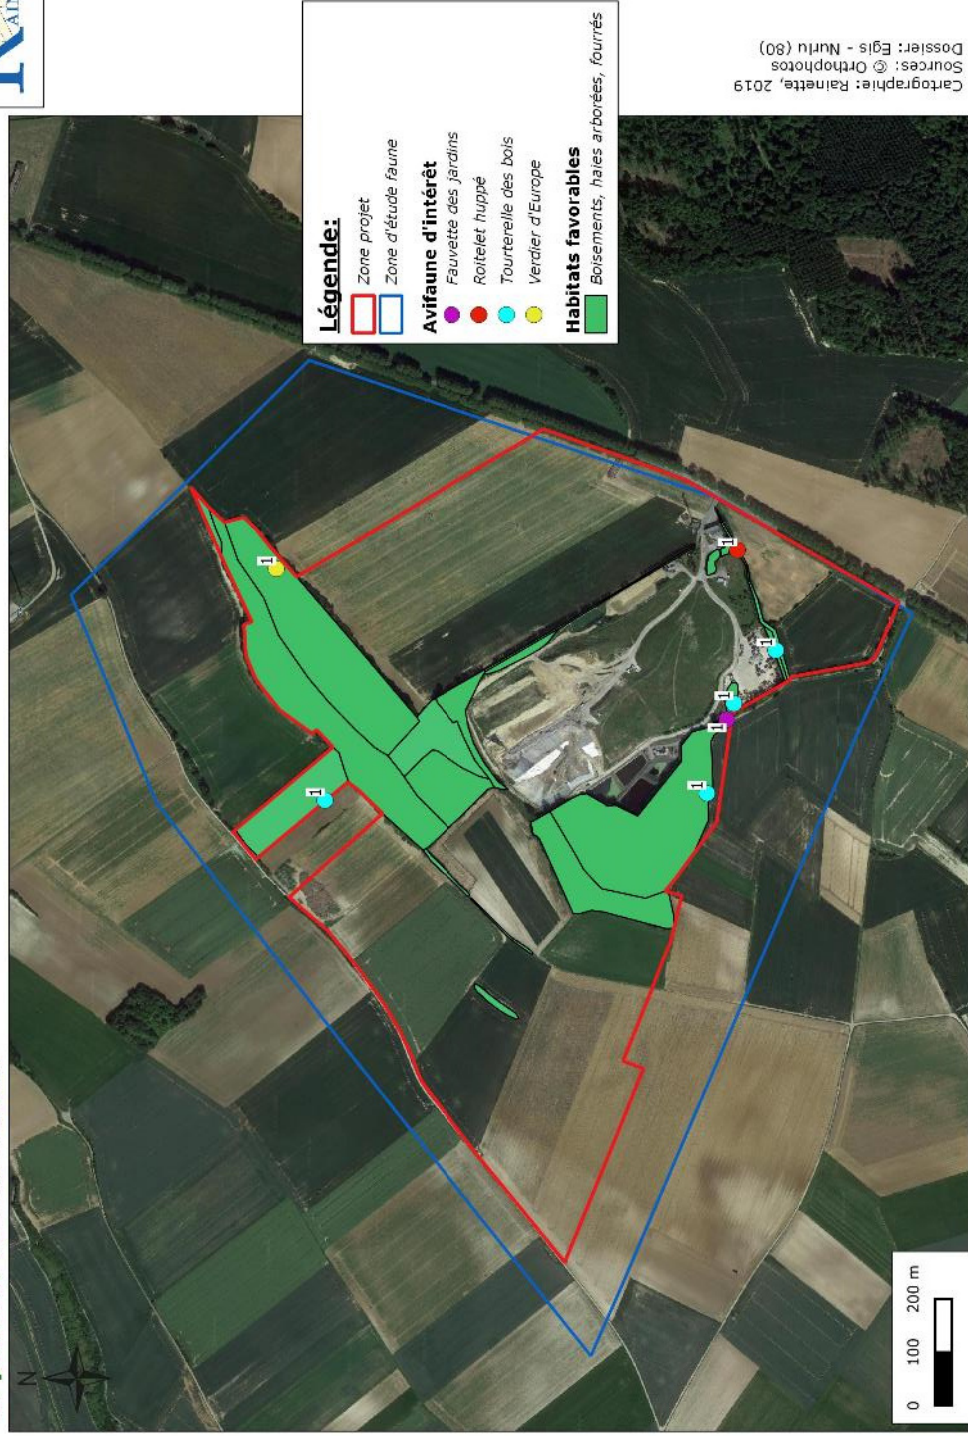 Légende:
Zone projet
Zone d'étude faune
Avifaune d'intérêt
Fauvette des jardins
Roitelet huppé
Tourterelle des bois
Verdier d'Europe
Habitats favorables
Boisements, haies arborées, fourrés
Cartographie: Rainette, 2019
Sources: © Orthophotos
Dossier: Egis - Nurlu (80)
N
1
1
1
1
1
1
1
0 100 200 m